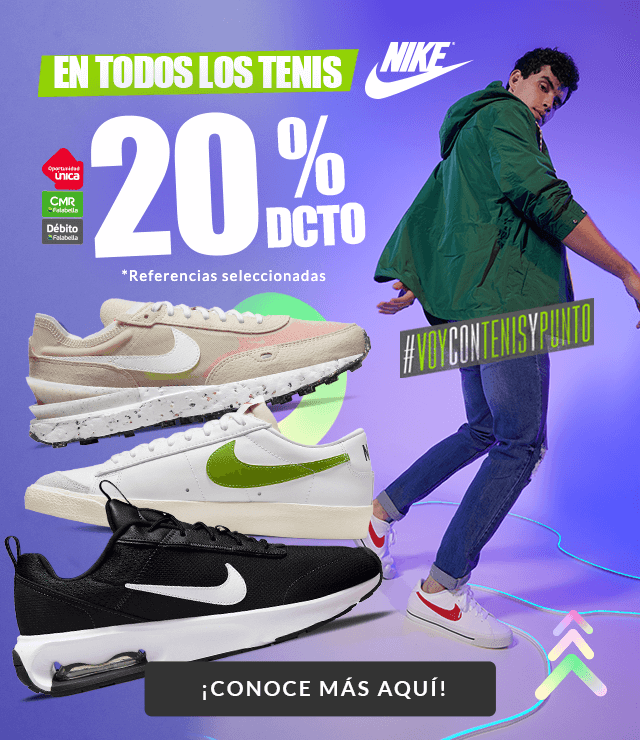 EN TODOS LOS TENIS
NIKE
20%
DCTO
Oportunidad
única
CMR
Falabella
Débito
Falabella
*Referencias seleccionadas
#VOYCONTENISYPUNTO
¡CONOCE MÁS AQUÍ!